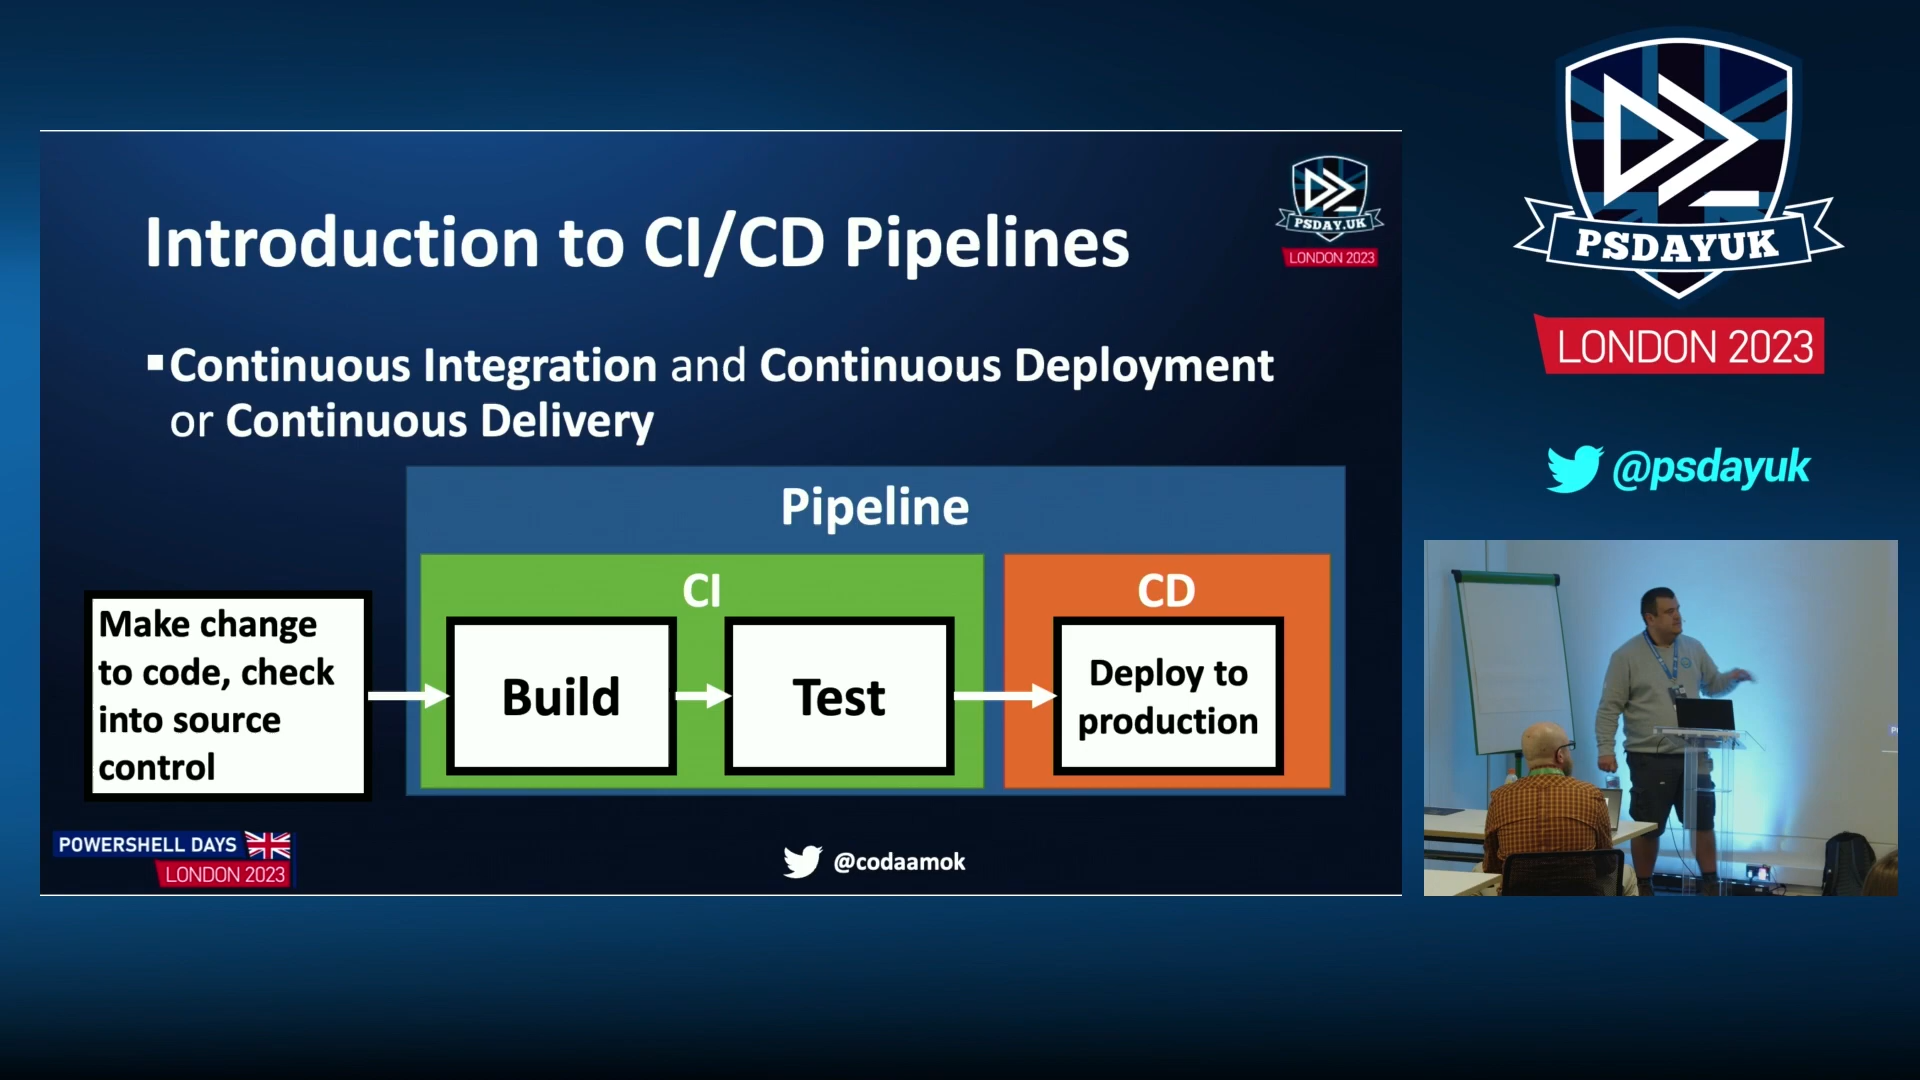 Introduction to CI/CD Pipelines
PSDAY.UK
LONDON 2023
Continuous Integration and Continuous Deployment
or Continuous Delivery
Pipeline
CI
CD
Make change
to code, check
into source
control
Build
Test
Deploy to
production
POWERSHELL DAYS
LONDON 2023
@codaamok
PSDAYUK
LONDON 2023
@psdayuk